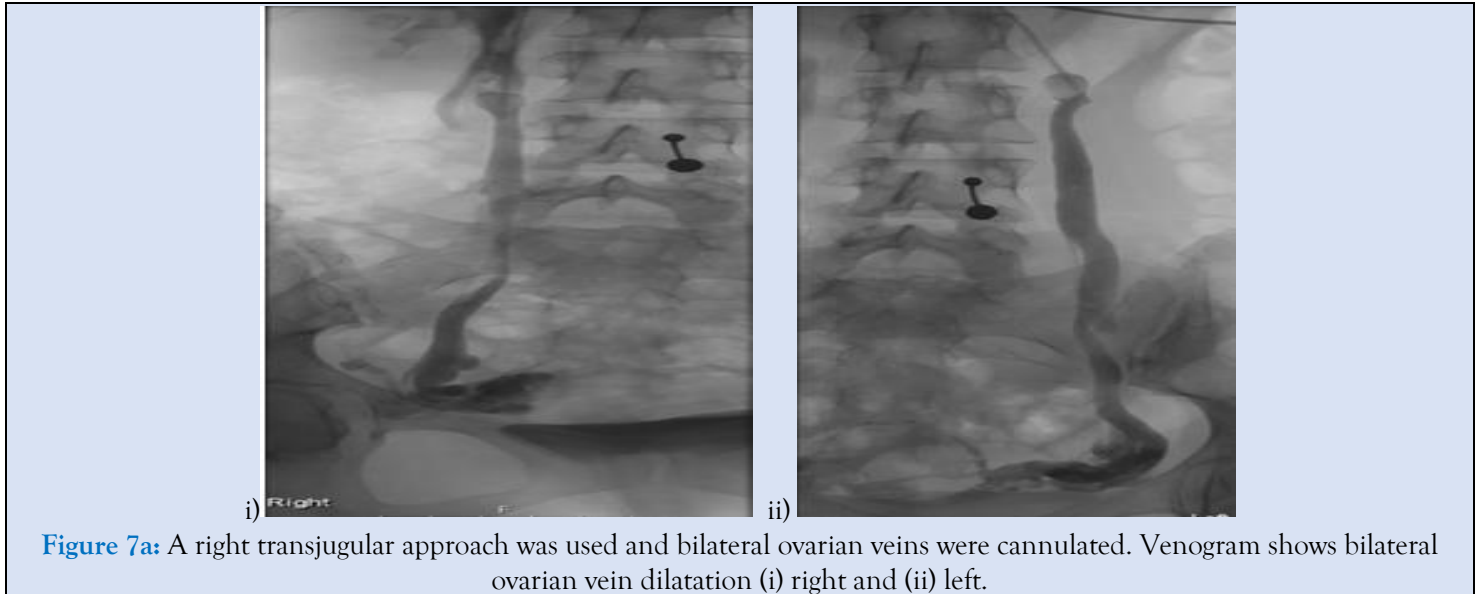 Right
i)
ii)
Figure 7a: A right transjugular approach was used and bilateral ovarian veins were cannulated. Venogram shows bilateral
ovarian vein dilatation (i) right and (ii) left.